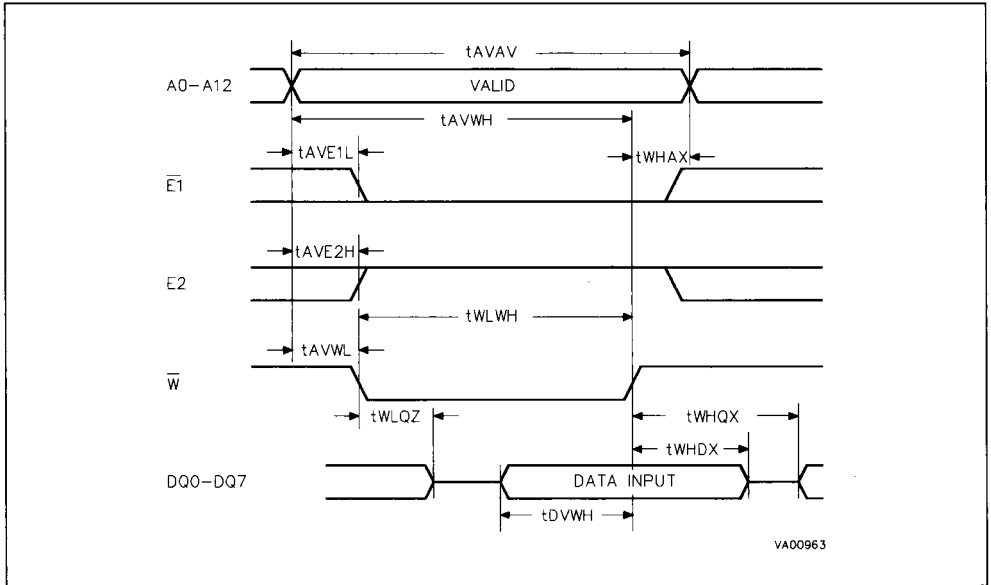 tAVAV
A0-A12
VALID
tAVWH
tAVE1L
tWHAX
E1
tAVE2H
E2
tWLWH
tAVWL
W
tWLQZ
tWHQX
tWHDX
DQ0-DQ7
DATA INPUT
tDVWH
VA00963